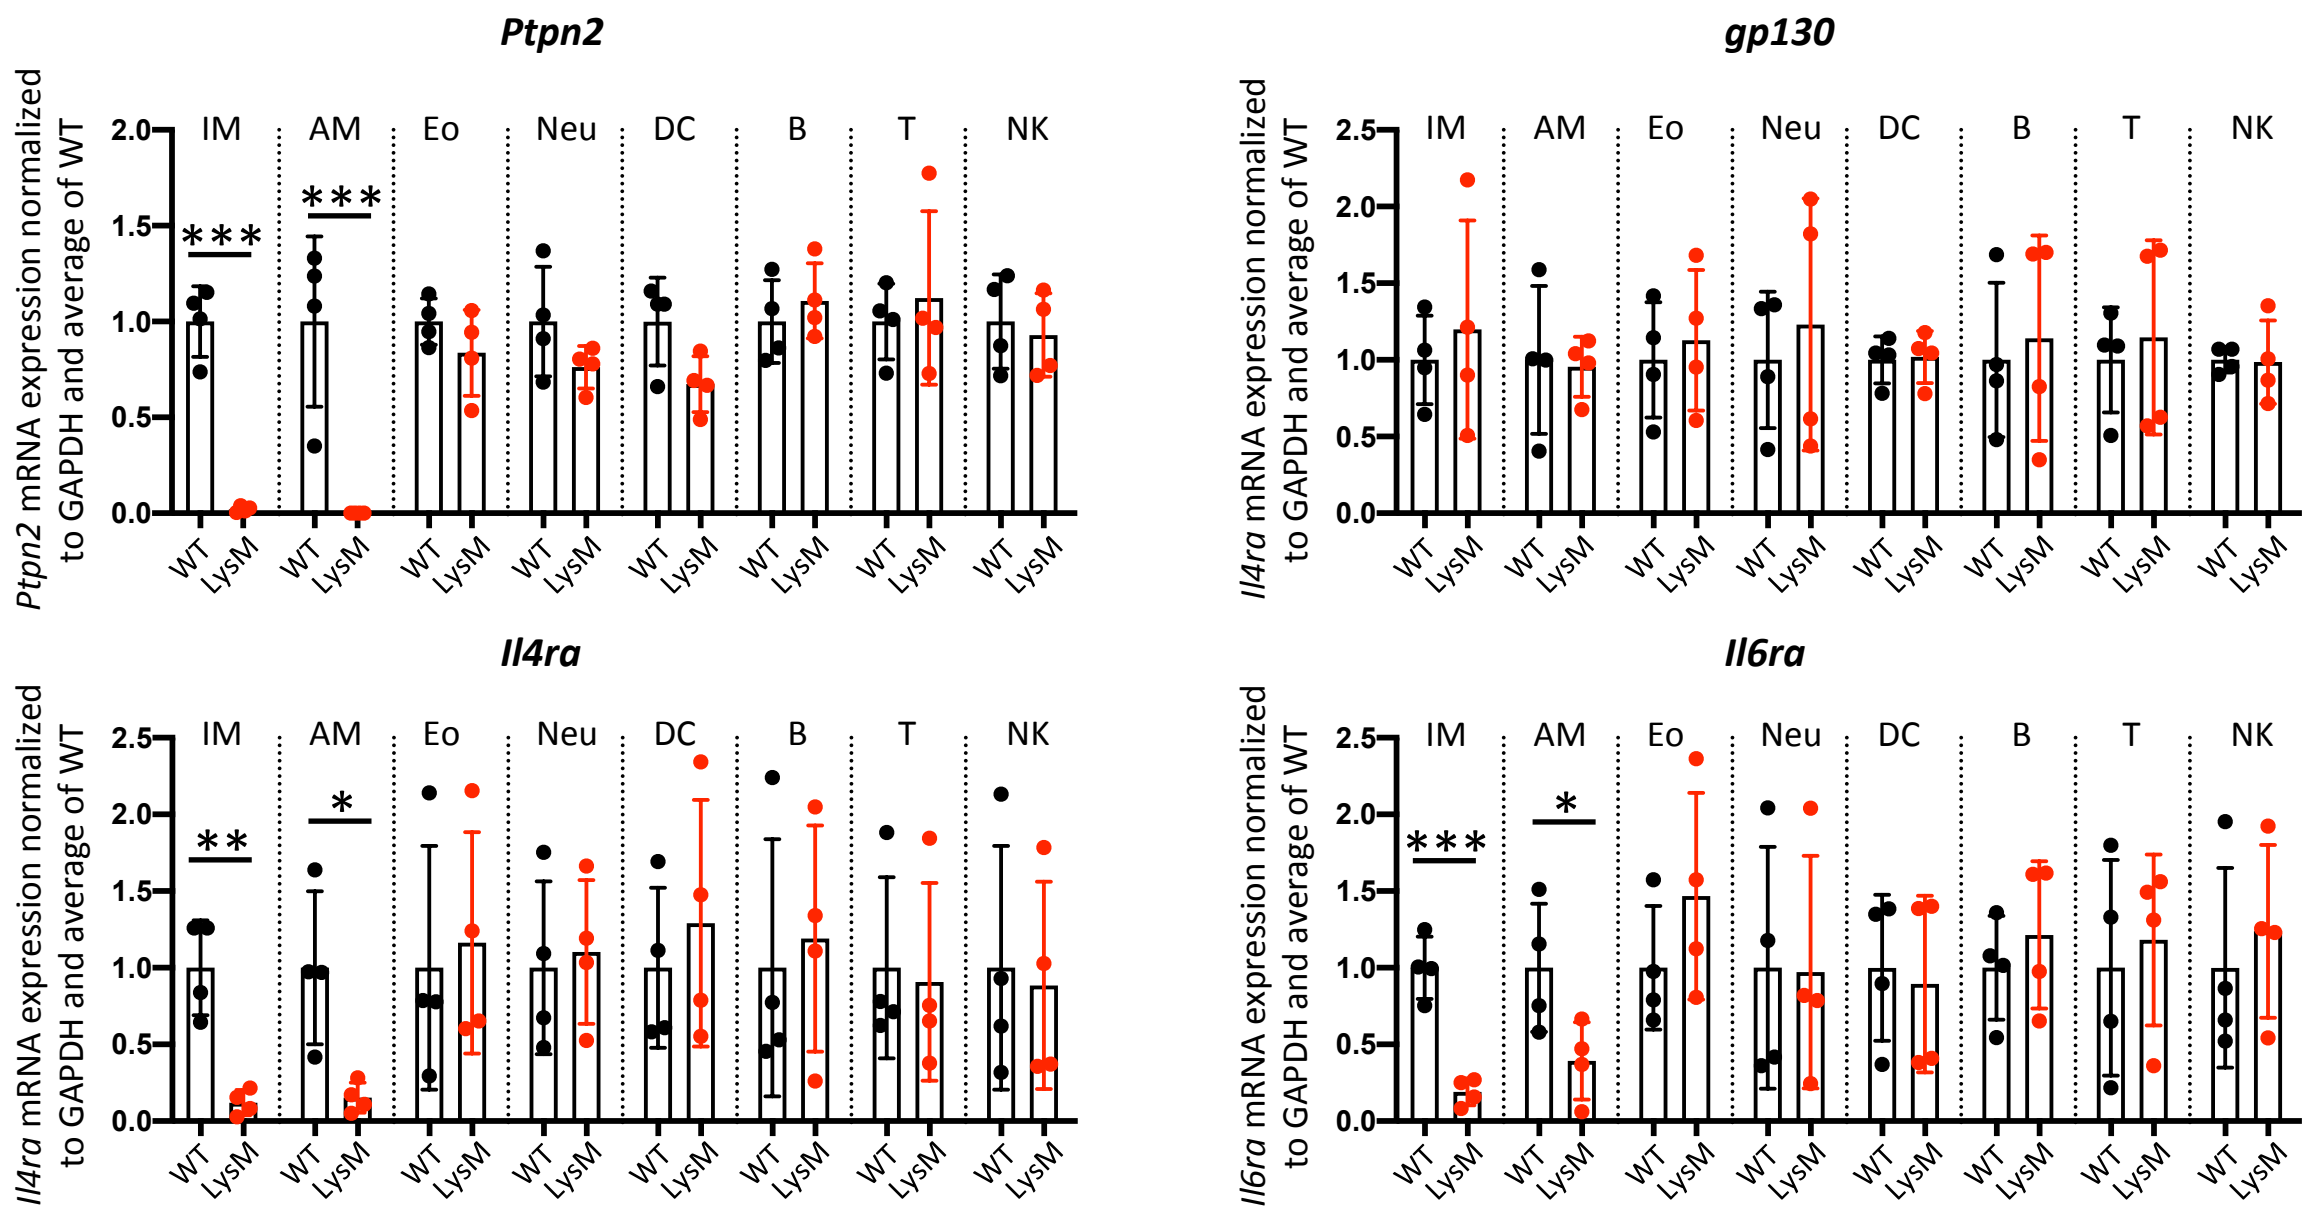 Ptpn2
Ptpn2 mRNA expression normalized
to GAPDH and average of WT
IM AM Eo Neu DC B T NK
2.0
1.5
1.0
0.5
0.0
*** ***
WT LysM WT LysM WT LysM WT LysM WT LysM WT LysM WT LysM WT LysM
gp130
Il4ra mRNA expression normalized
to GAPDH and average of WT
IM AM Eo Neu DC B T NK
2.5
2.0
1.5
1.0
0.5
0.0
WT LysM WT LysM WT LysM WT LysM WT LysM WT LysM WT LysM WT LysM
Il4ra
Il4ra mRNA expression normalized
to GAPDH and average of WT
IM AM Eo Neu DC B T NK
2.5
2.0
1.5
1.0
0.5
0.0
** *
WT LysM WT LysM WT LysM WT LysM WT LysM WT LysM WT LysM WT LysM
Il6ra
Il6ra mRNA expression normalized
to GAPDH and average of WT
IM AM Eo Neu DC B T NK
2.5
2.0
1.5
1.0
0.5
0.0
*** *
WT LysM WT LysM WT LysM WT LysM WT LysM WT LysM WT LysM WT LysM